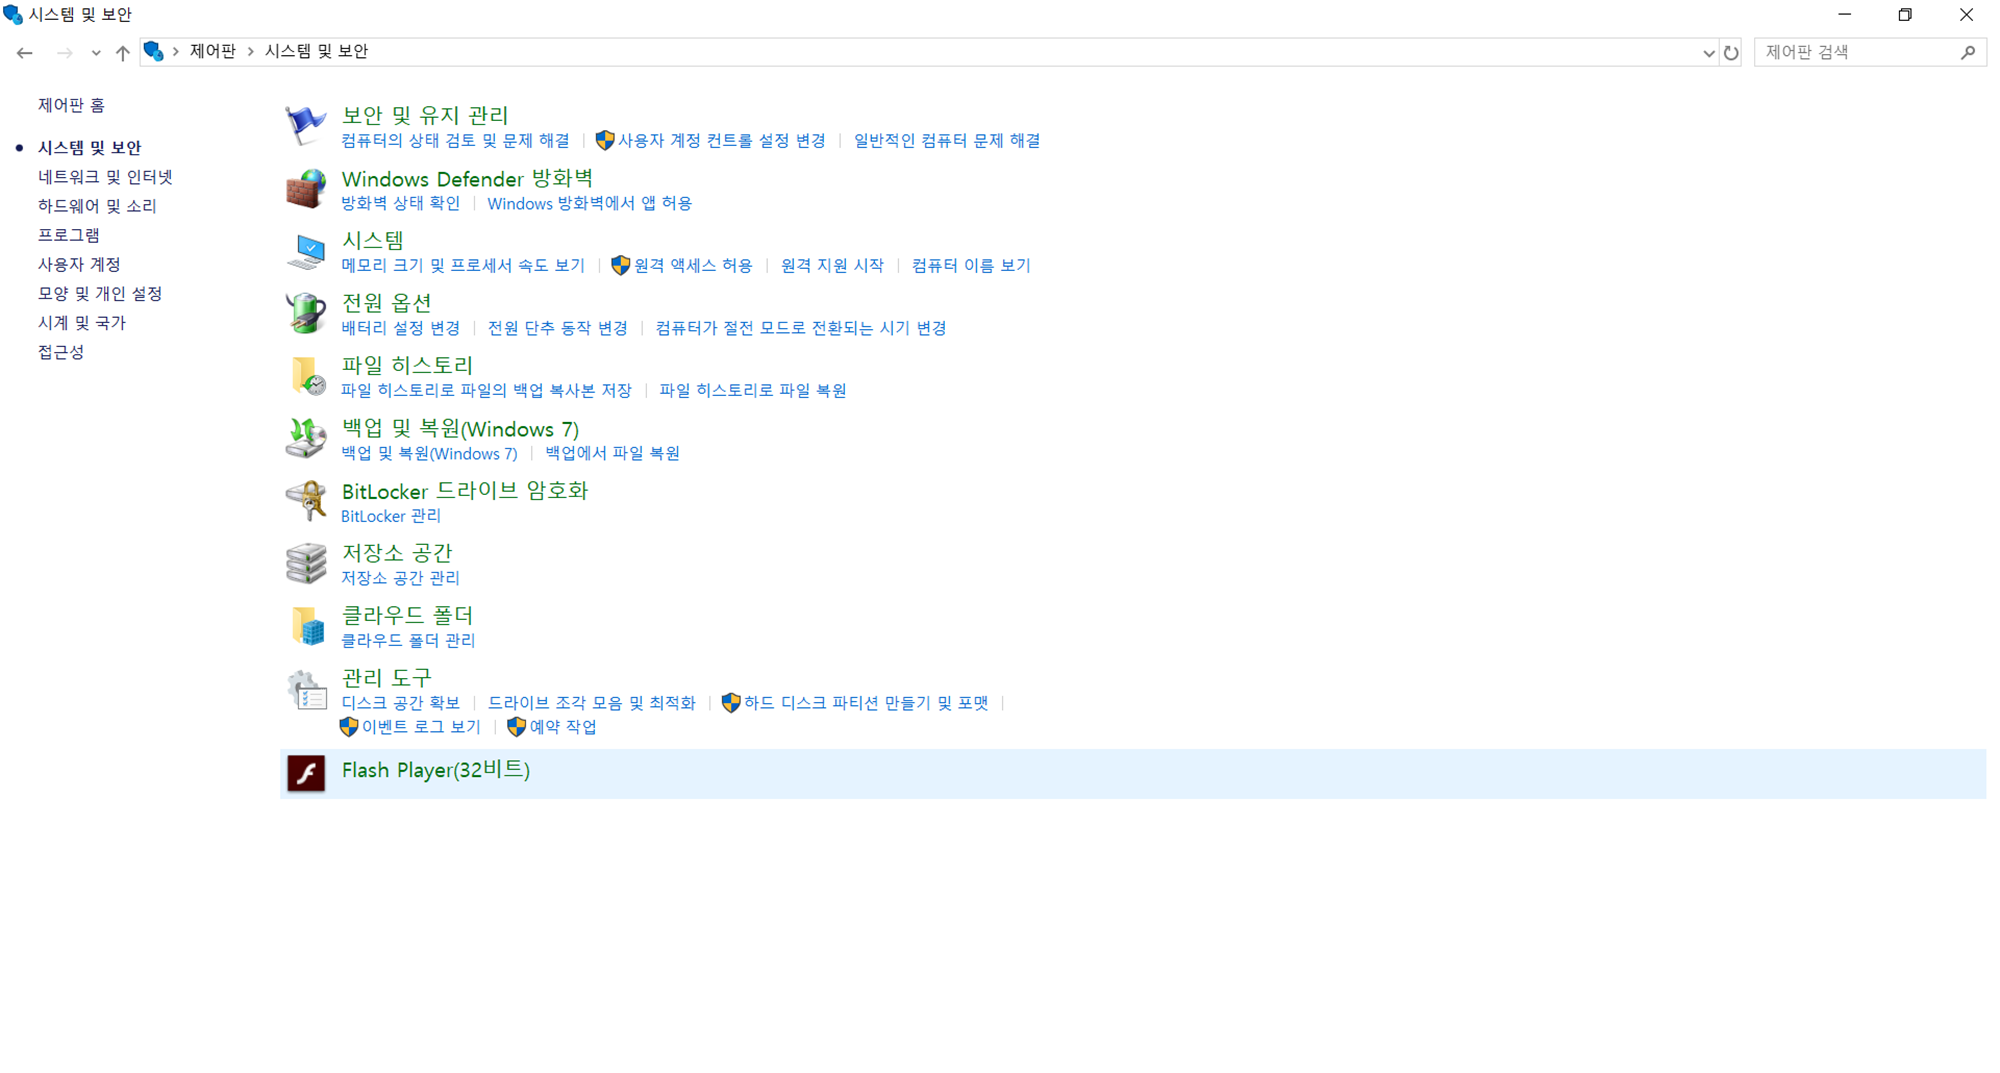 시스템 및 보안
제어판 > 시스템 및 보안
제어판 검색
제어판 홈
시스템 및 보안
네트워크 및 인터넷
하드웨어 및 소리
프로그램
사용자 계정
모양 및 개인 설정
시계 및 국가
접근성
보안 및 유지 관리
컴퓨터의 상태 검토 및 문제 해결 | 사용자 계정 컨트롤 설정 변경 | 일반적인 컴퓨터 문제 해결
Windows Defender 방화벽
방화벽 상태 확인 | Windows 방화벽에서 앱 허용
시스템
메모리 크기 및 프로세서 속도 보기 | 원격 액세스 허용 | 원격 지원 시작 | 컴퓨터 이름 보기
전원 옵션
배터리 설정 변경 | 전원 단추 동작 변경 | 컴퓨터가 절전 모드로 전환되는 시기 변경
파일 히스토리
파일 히스토리로 파일의 백업 복사본 저장 | 파일 히스토리로 파일 복원
백업 및 복원(Windows 7)
백업 및 복원(Windows 7) | 백업에서 파일 복원
BitLocker 드라이브 암호화
BitLocker 관리
저장소 공간
저장소 공간 관리
클라우드 폴더
클라우드 폴더 관리
관리 도구
디스크 공간 확보 | 드라이브 조각 모음 및 최적화 | 하드 디스크 파티션 만들기 및 포맷 |
이벤트 로그 보기 | 예약 작업
Flash Player(32비트)